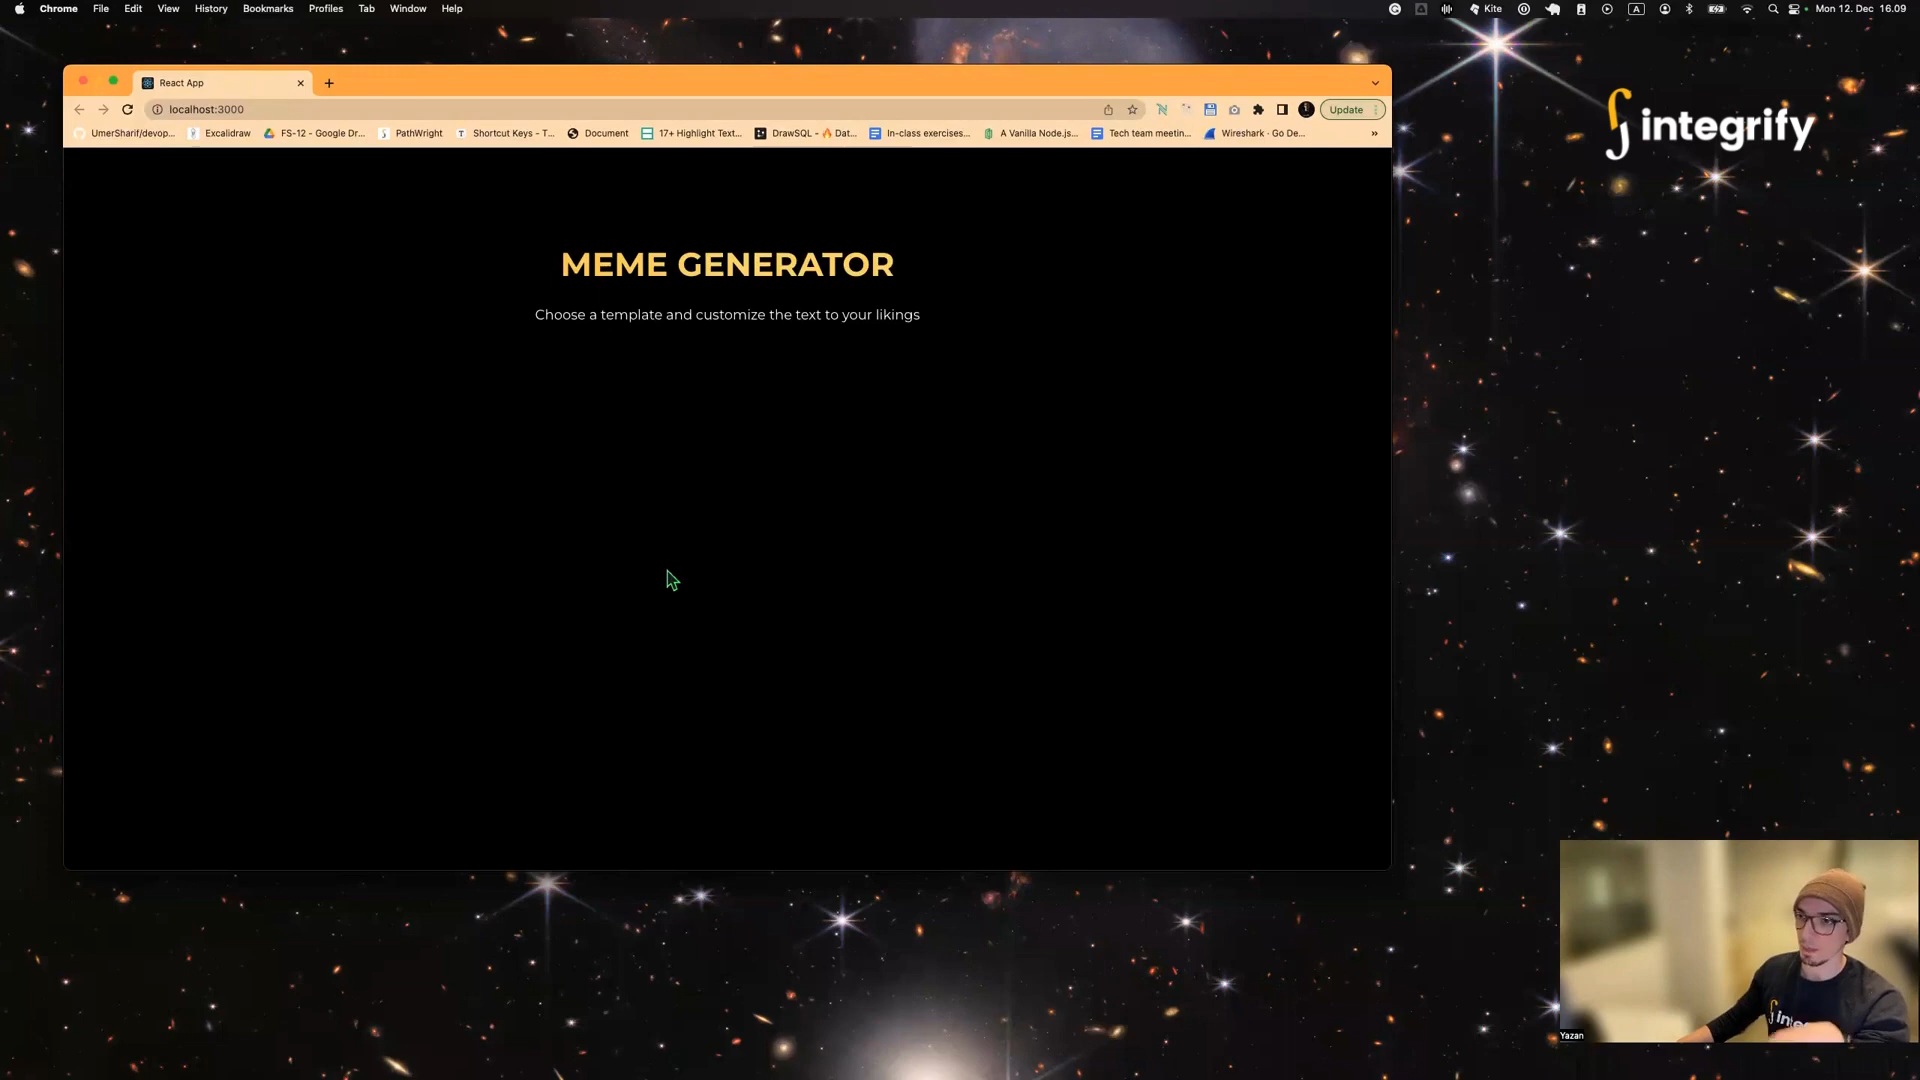 Chrome File Edit View History Bookmarks Profiles Tab Window Help
Kite A Mon 12. Dec 16.09
React App
localhost:3000
Update
UmerSharif/devop... Excalidraw FS-12 - Google Dr... PathWright Shortcut Keys - T... Document 17+ Highlight Text... DrawSQL - 🔥 Dat... In-class exercises... A Vanilla Node.js... Tech team meetin... Wireshark · Go De... »
integrify
MEME GENERATOR
Choose a template and customize the text to your likings
Yazan